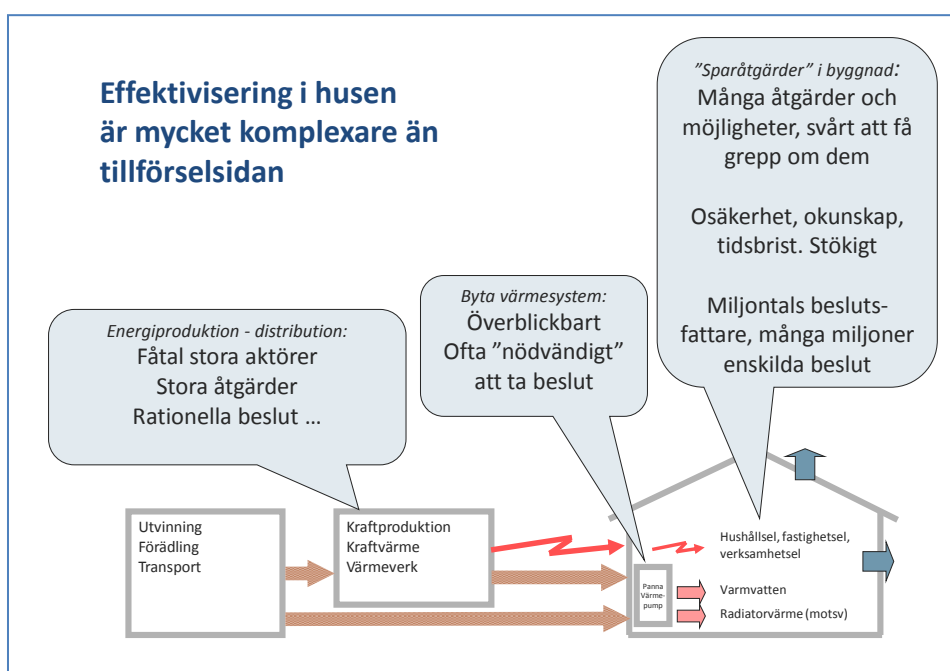 Effektivisering i husen
är mycket komplexare än
tillförselsidan
”Sparåtgärder” i byggnad:
Många åtgärder och
möjligheter, svårt att få
grepp om dem
Osäkerhet, okunskap,
tidsbrist. Stökigt
Miljontals besluts-
fattare, många miljoner
enskilda beslut
Byta värmesystem:
Överblickbart
Ofta ”nödvändigt”
att ta beslut
Energiproduktion - distribution:
Fåtal stora aktörer
Stora åtgärder
Rationella beslut …
Utvinning
Förädling
Transport
Kraftproduktion
Kraftvärme
Värmeverk
Hushållsel, fastighetsel,
verksamhetsel
Panna
Värme-
pump
Varmvatten
Radiatorvärme (motsv)